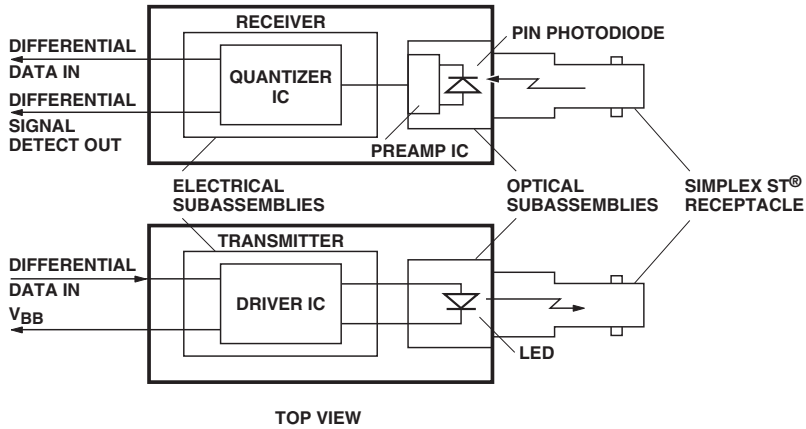 RECEIVER
DIFFERENTIAL
DATA IN
DIFFERENTIAL
SIGNAL
DETECT OUT
QUANTIZER
IC
PIN PHOTODIODE
PREAMP IC
ELECTRICAL
SUBASSEMBLIES
OPTICAL
SUBASSEMBLIES
SIMPLEX ST®
RECEPTACLE
TRANSMITTER
DIFFERENTIAL
DATA IN
VBB
DRIVER IC
LED
TOP VIEW